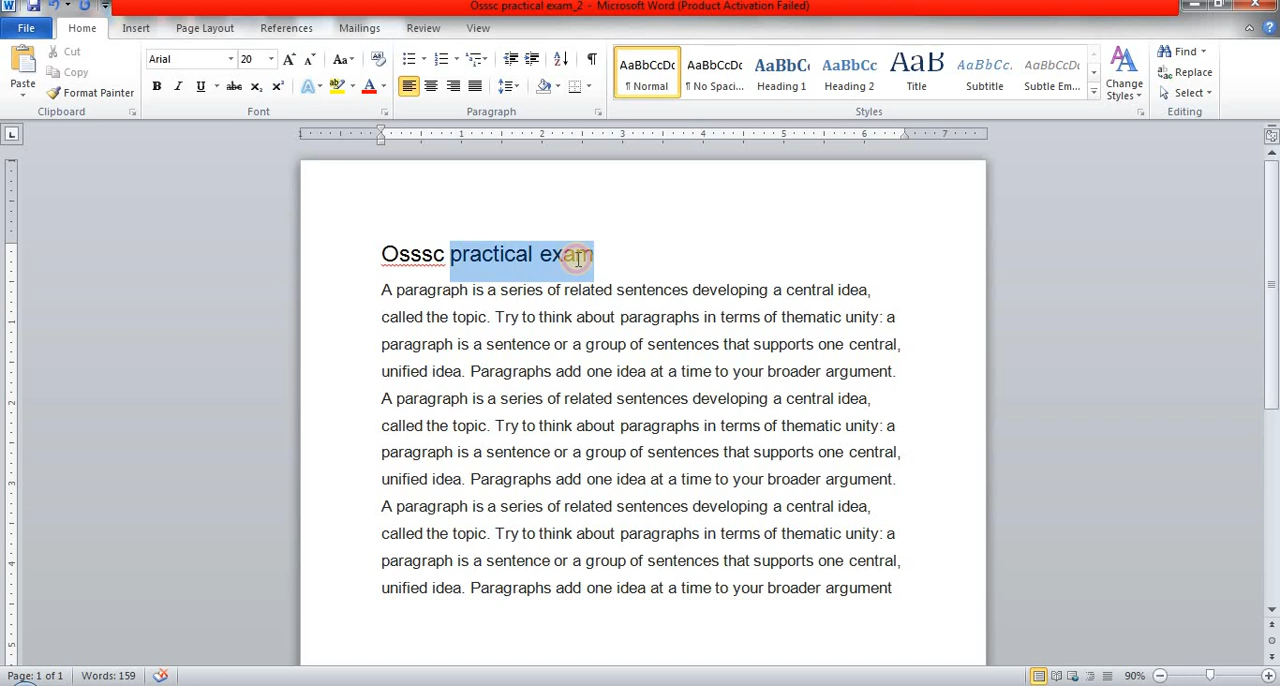 Osssc practical exam_2 - Microsoft Word (Product Activation Failed)
File Home Insert Page Layout References Mailings Review View
Paste
Cut
Copy
Format Painter
Clipboard
Arial 20
Font
Paragraph
AaBbCcDc AaBbCcDc AaBbCc AaBbCc AaB AaBbCc. AaBbCcDc
¶ Normal ¶ No Spaci... Heading 1 Heading 2 Title Subtitle Subtle Em...
Change Styles
Styles
Find
Replace
Select
Editing
1 1 2 3 4 5 6 7
Osssc practical exam
A paragraph is a series of related sentences developing a central idea,
called the topic. Try to think about paragraphs in terms of thematic unity: a
paragraph is a sentence or a group of sentences that supports one central,
unified idea. Paragraphs add one idea at a time to your broader argument.
A paragraph is a series of related sentences developing a central idea,
called the topic. Try to think about paragraphs in terms of thematic unity: a
paragraph is a sentence or a group of sentences that supports one central,
unified idea. Paragraphs add one idea at a time to your broader argument.
A paragraph is a series of related sentences developing a central idea,
called the topic. Try to think about paragraphs in terms of thematic unity: a
paragraph is a sentence or a group of sentences that supports one central,
unified idea. Paragraphs add one idea at a time to your broader argument
Page: 1 of 1 Words: 159 90%